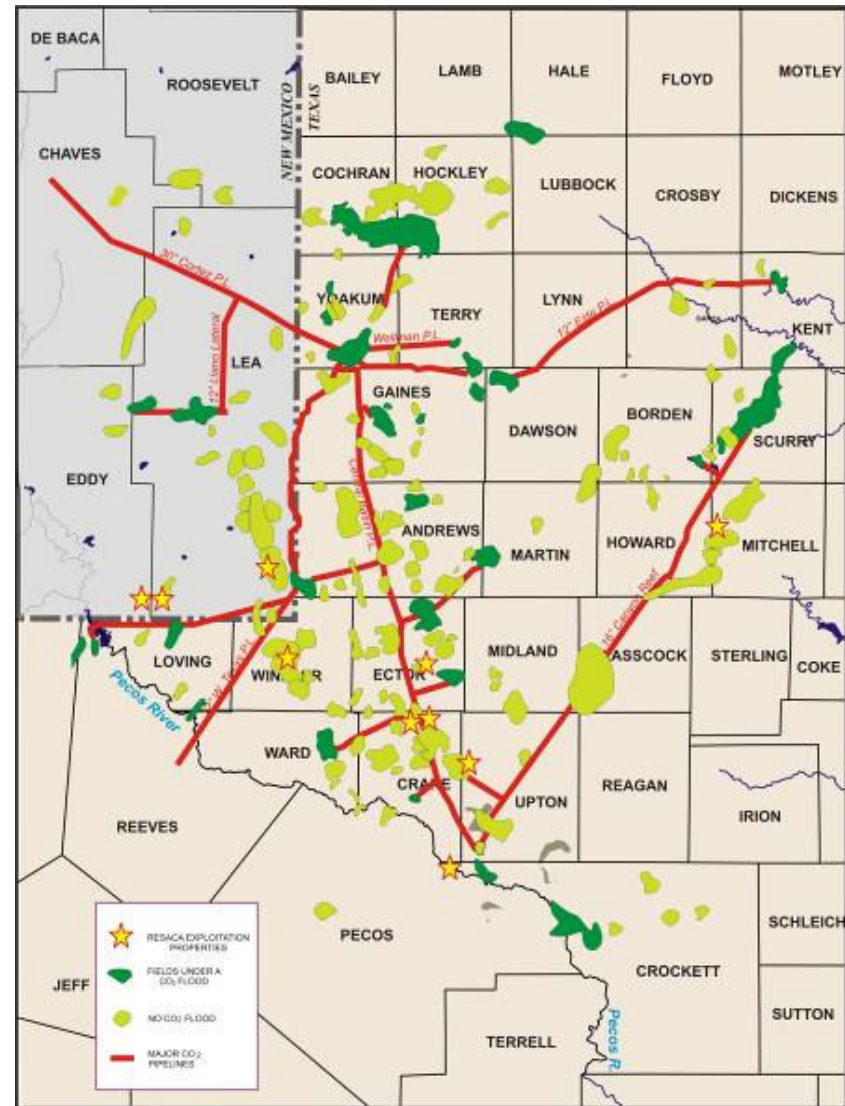 DE BACA
ROOSEVELT
BAILEY
LAMB
HALE
FLOYD
MOTLEY
NEW MEXICO
TEXAS
CHAVES
COCHRAN
HOCKLEY
LUBBOCK
CROSBY
DICKENS
30" Cortez P.L.
YOAKUM
TERRY
LYNN
12" Este P.L.
KENT
Wellman P.L.
12" Llano Lateral
LEA
GAINES
DAWSON
BORDEN
SCURRY
EDDY
Central Basin P.L.
ANDREWS
MARTIN
HOWARD
MITCHELL
16" Canyon Reef
LOVING
W. Texas P.L.
WINKLER
ECTOR
MIDLAND
ASSCOCK
STERLING
COKE
Pecos River
WARD
CRANE
UPTON
REAGAN
IRION
REEVES
RESACA EXPLOITATION
PROPERTIES
FIELDS UNDER A
CO₂ FLOOD
NO CO₂ FLOOD
MAJOR CO₂
PIPELINES
JEFF
PECOS
CROCKETT
SCHLEICH
SUTTON
TERRELL
Pecos R.